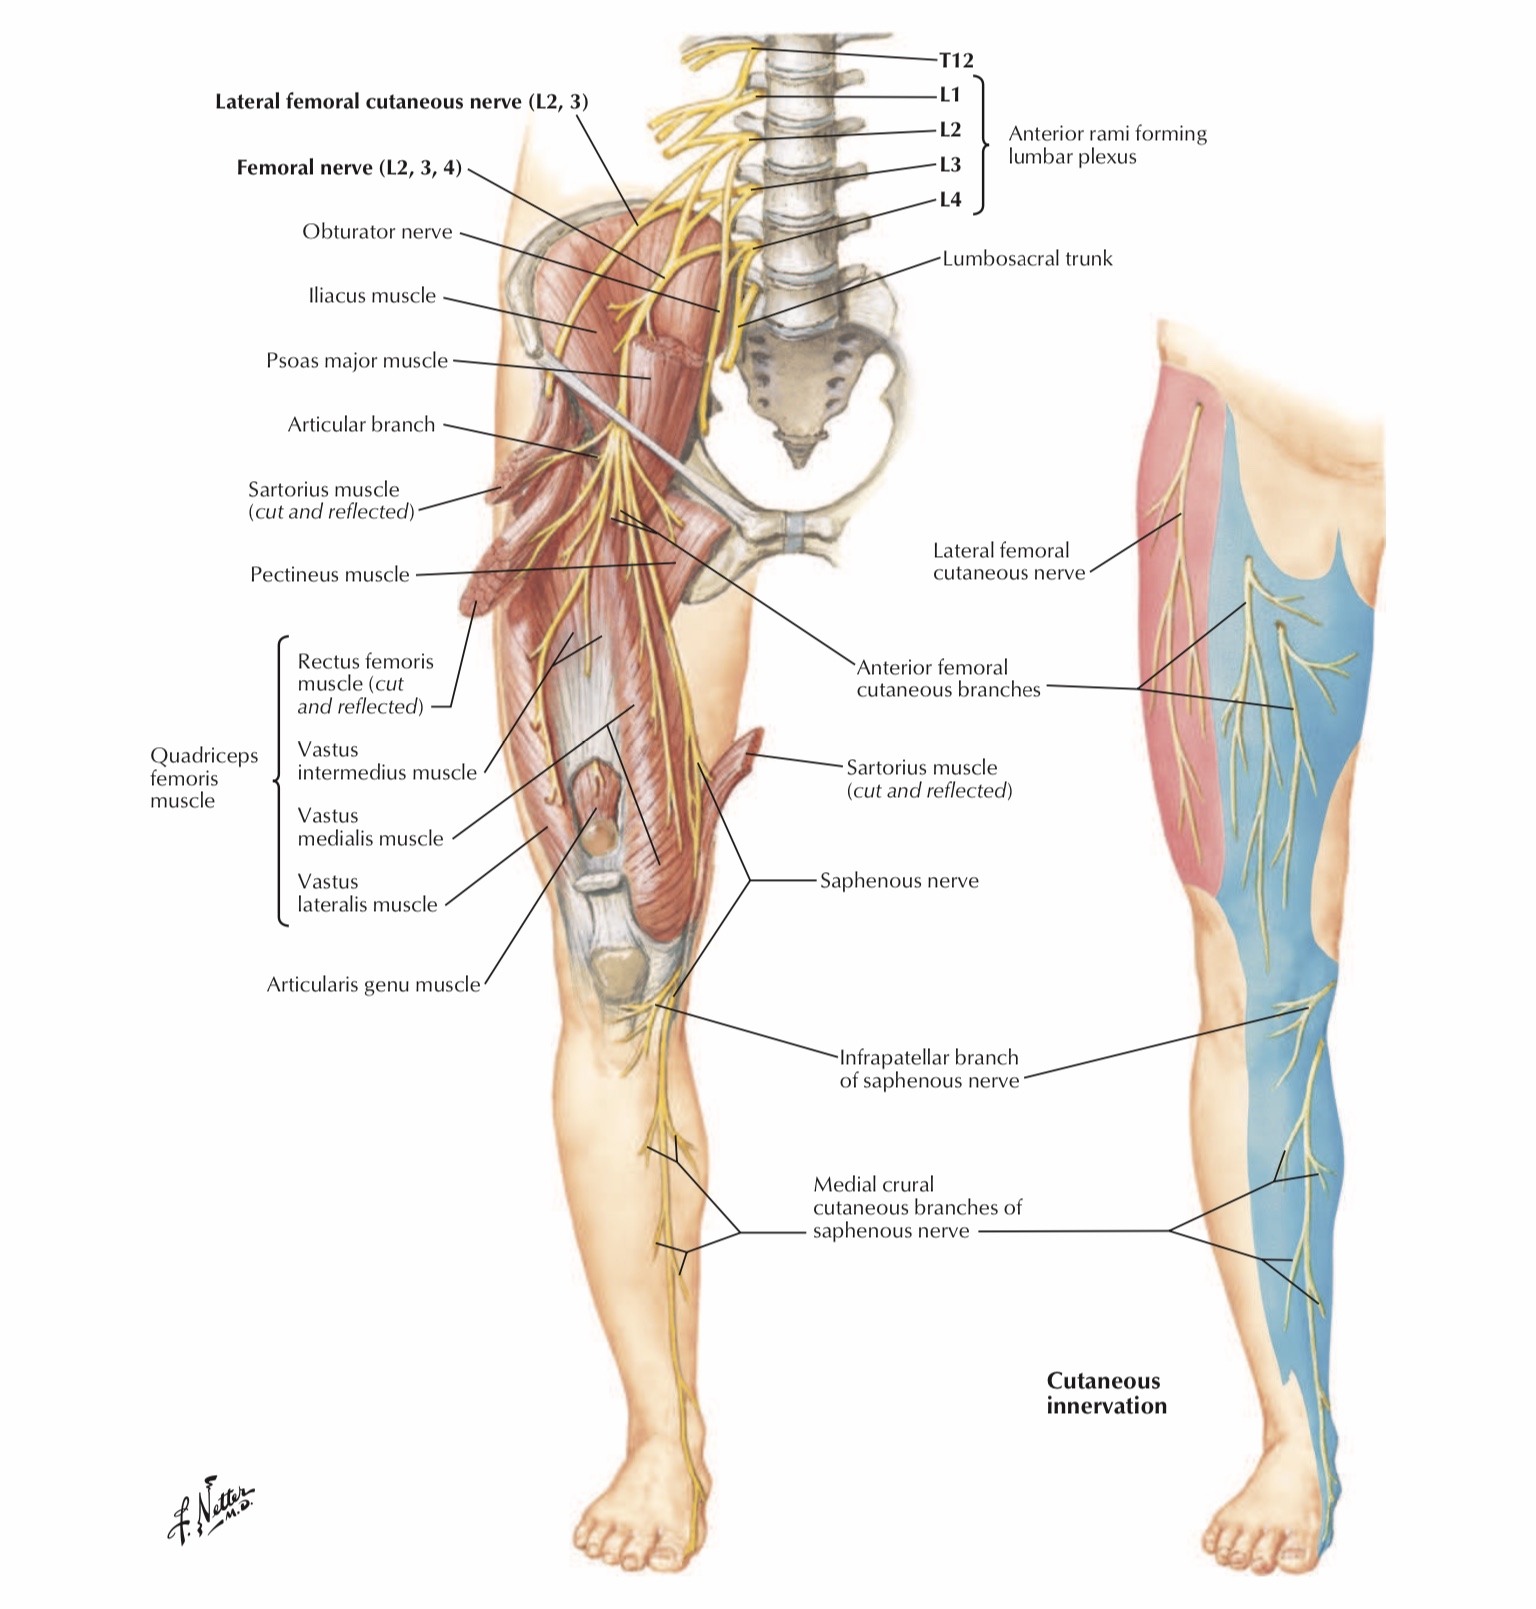 T12
Lateral femoral cutaneous nerve (L2, 3)
L1
L2
Anterior rami forming
lumbar plexus
Femoral nerve (L2, 3, 4)
L3
L4
Obturator nerve
Lumbosacral trunk
Iliacus muscle
Psoas major muscle
Articular branch
Sartorius muscle
(cut and reflected)
Pectineus muscle
Lateral femoral
cutaneous nerve
Quadriceps
femoris
muscle
Rectus femoris
muscle (cut
and reflected)
Vastus
intermedius muscle
Vastus
medialis muscle
Vastus
lateralis muscle
Articularis genu muscle
Anterior femoral
cutaneous branches
Sartorius muscle
(cut and reflected)
Saphenous nerve
Infrapatellar branch
of saphenous nerve
Medial crural
cutaneous branches of
saphenous nerve
Cutaneous
innervation
F. Netter
M.D.